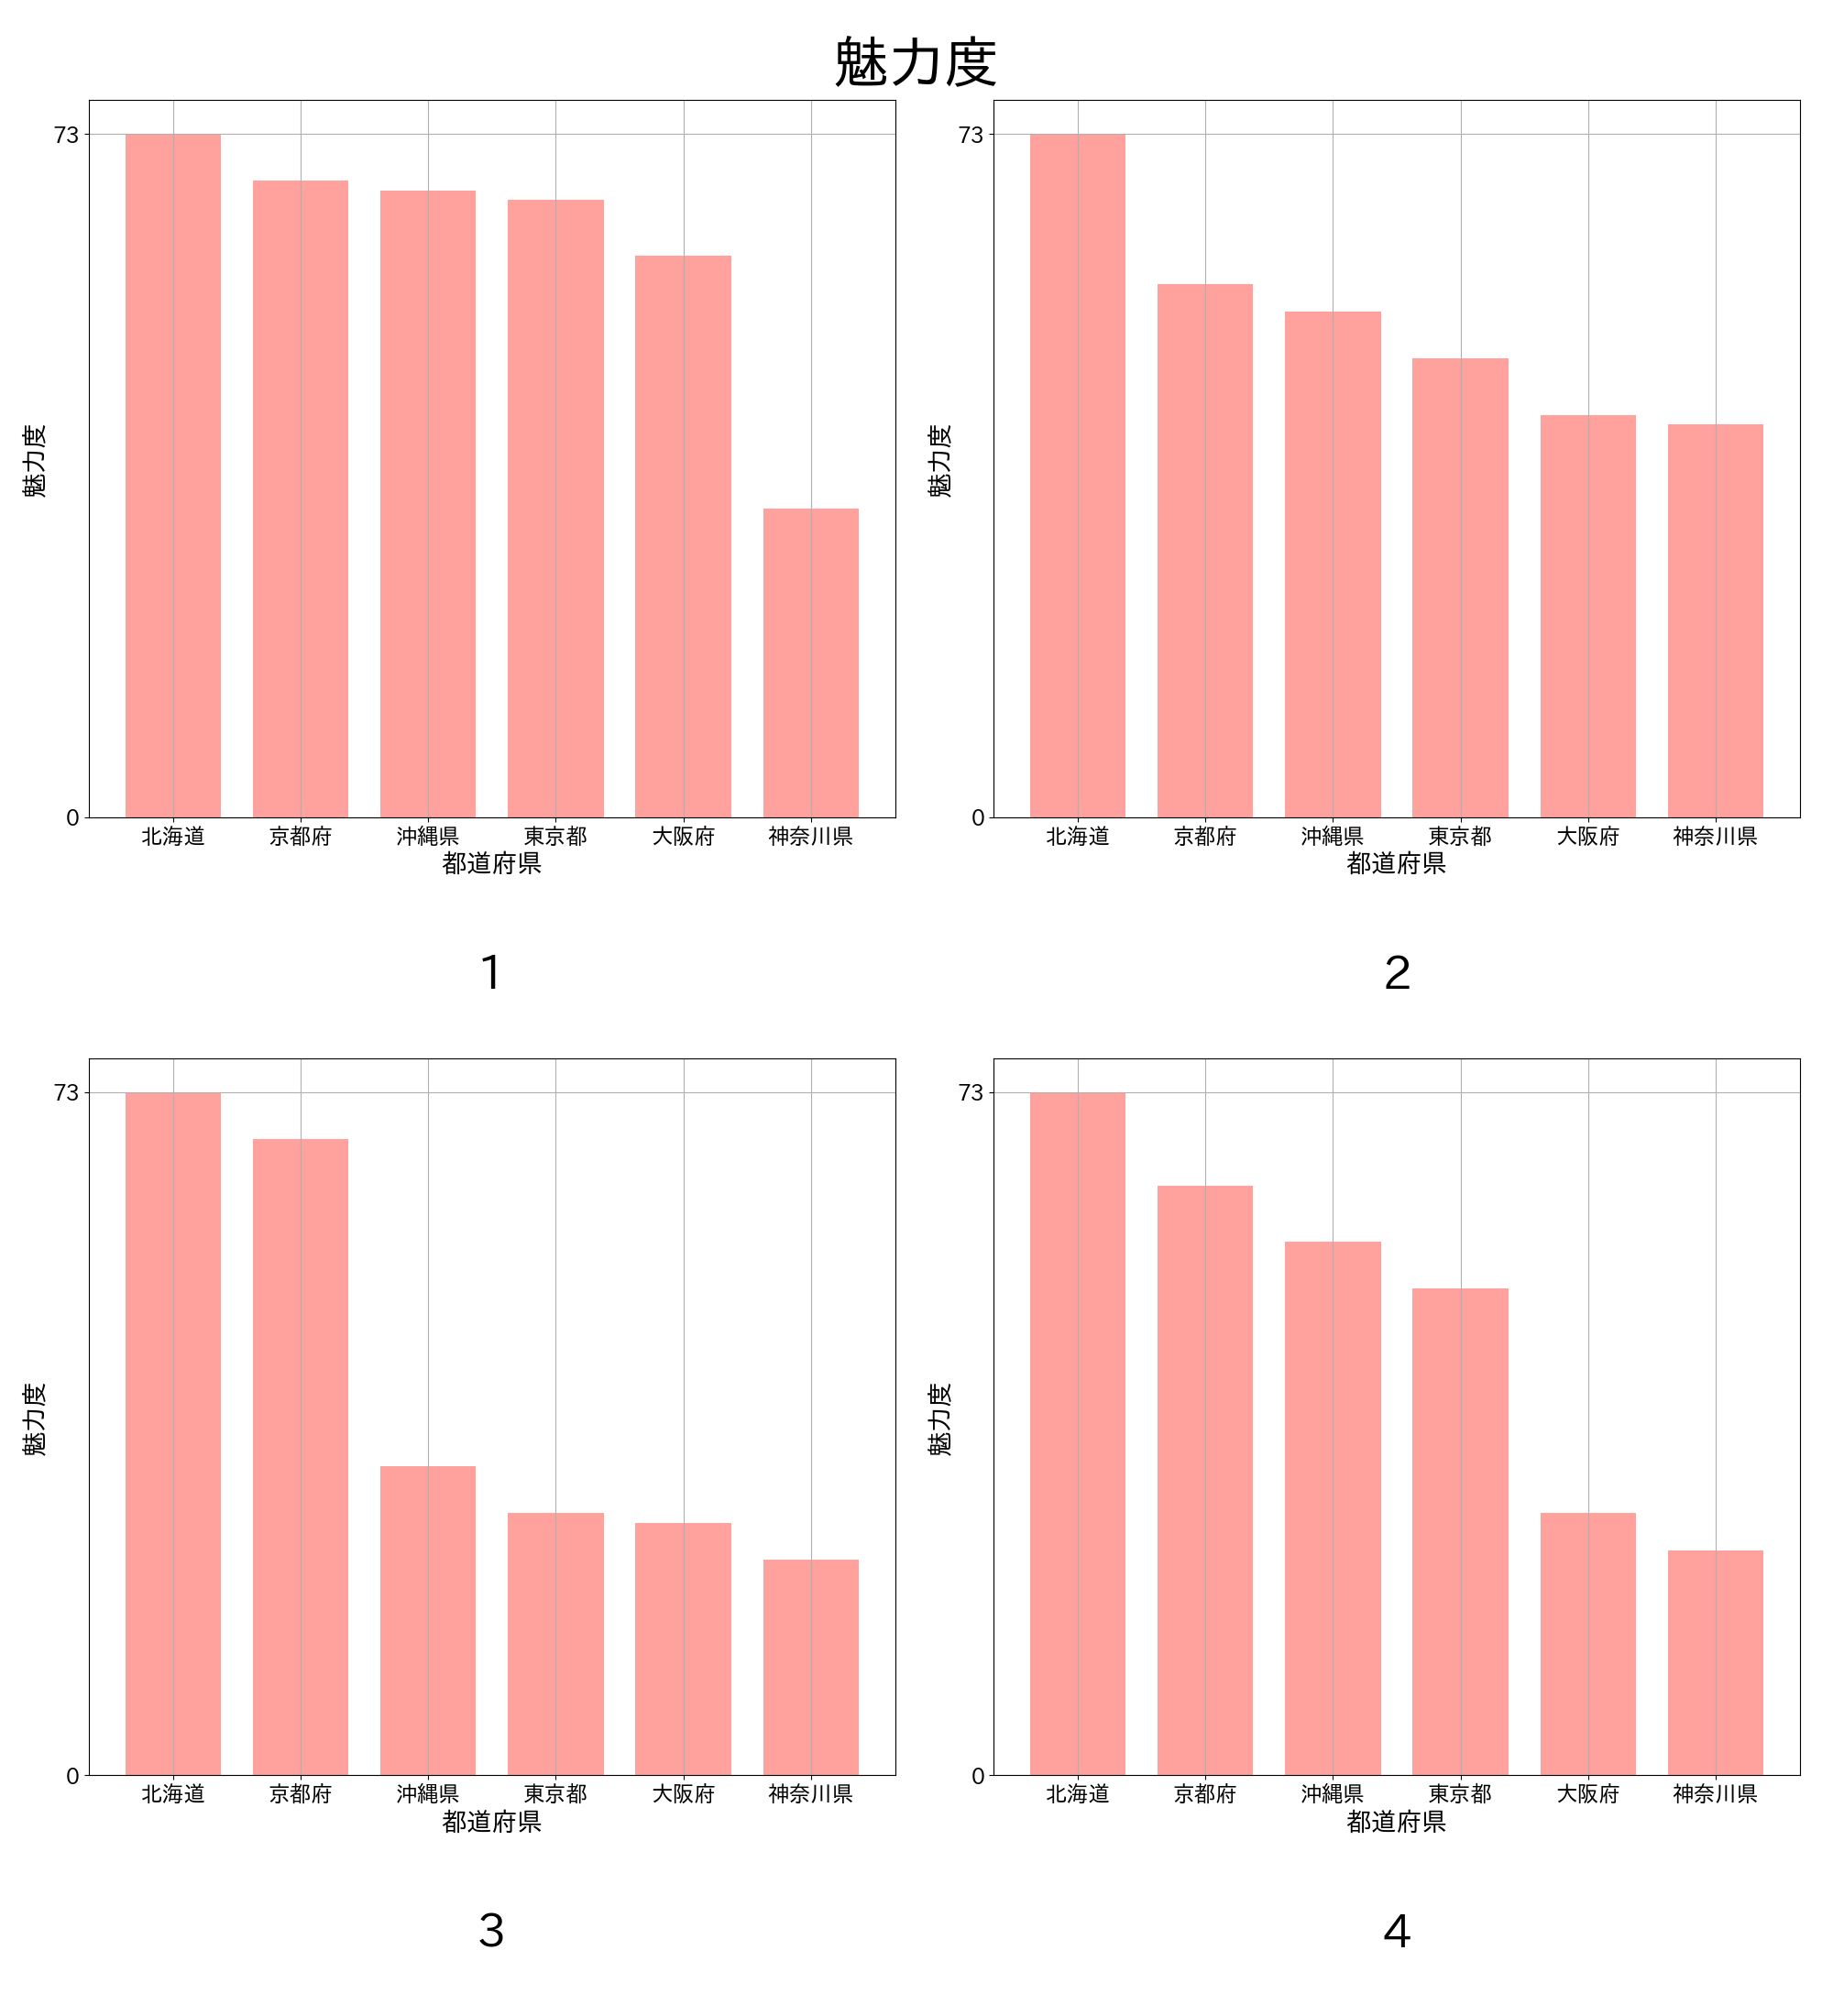 魅力度
73
0
魅力度
北海道 京都府 沖縄県 東京都 大阪府 神奈川県
都道府県
1
73
0
魅力度
北海道 京都府 沖縄県 東京都 大阪府 神奈川県
都道府県
2
73
0
魅力度
北海道 京都府 沖縄県 東京都 大阪府 神奈川県
都道府県
3
73
0
魅力度
北海道 京都府 沖縄県 東京都 大阪府 神奈川県
都道府県
4